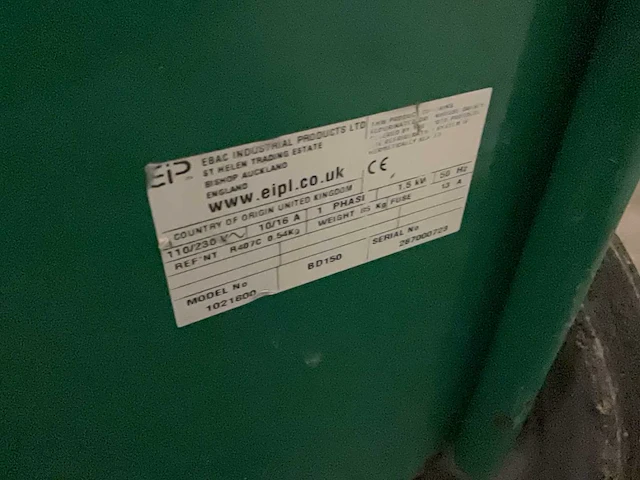 EIP
EBAC INDUSTRIAL PRODUCTS LTD
ST HELEN TRADING ESTATE
BISHOP AUCKLAND
ENGLAND
www.eipl.co.uk
CE
COUNTRY OF ORIGIN UNITED KINGDOM
110/230 V 10/16 A 1 PHASE 1.5 kW 50 Hz
REF'NT R407C 0.54Kg WEIGHT Kg FUSE 13 A
MODEL No BD150 SERIAL No
1021600 267000723